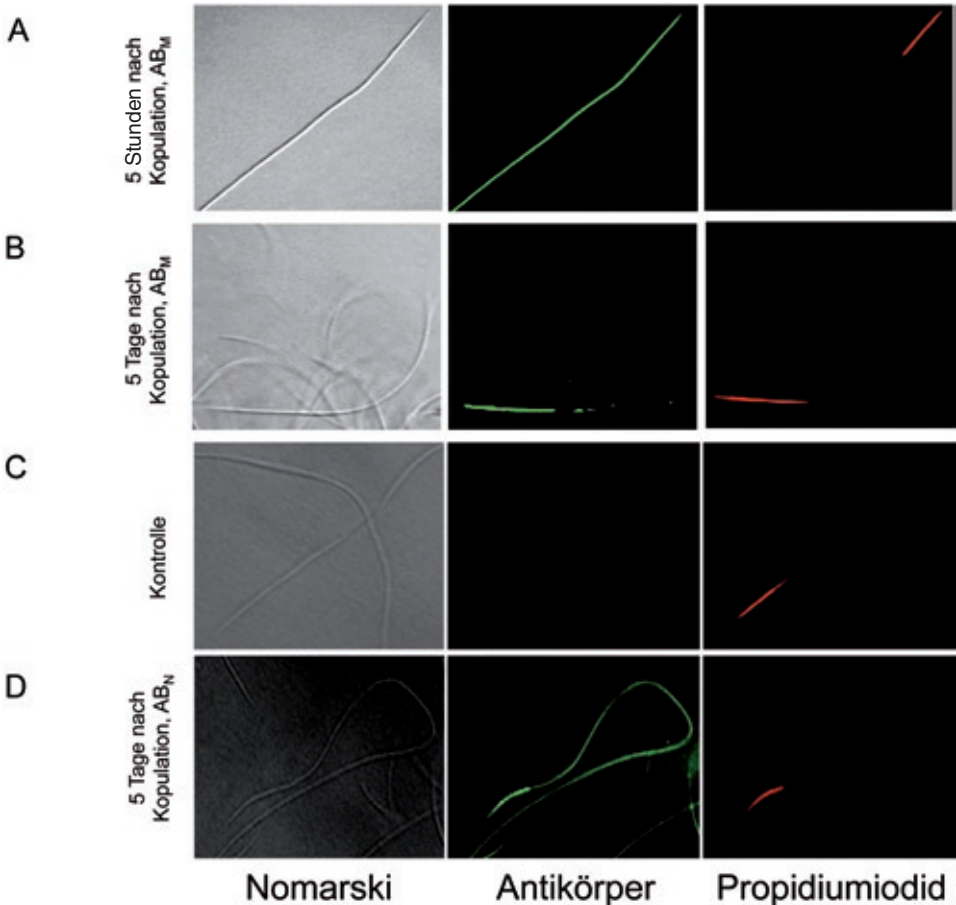 A
5 Stunden nach
Kopulation, AB_M
B
5 Tage nach
Kopulation, AB_M
C
Kontrolle
D
5 Tage nach
Kopulation, AB_N
Nomarski Antikörper Propidiumiodid